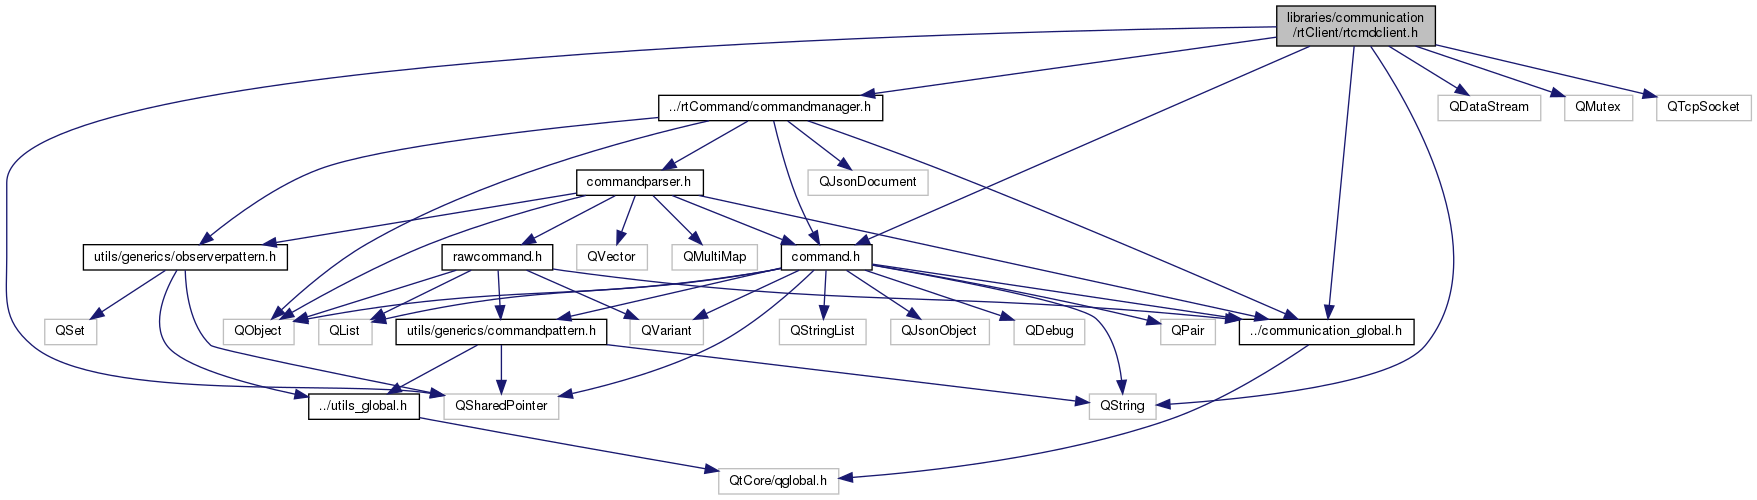 libraries/communication
/rtClient/rtcmdclient.h
../rtCommand/commandmanager.h
QDataStream
QMutex
QTcpSocket
commandparser.h
QJsonDocument
utils/generics/observerpattern.h
rawcommand.h
QVector
QMultiMap
command.h
QSet
QObject
QList
utils/generics/commandpattern.h
QVariant
QStringList
QJsonObject
QDebug
QPair
../communication_global.h
../utils_global.h
QSharedPointer
QString
QtCore/qglobal.h